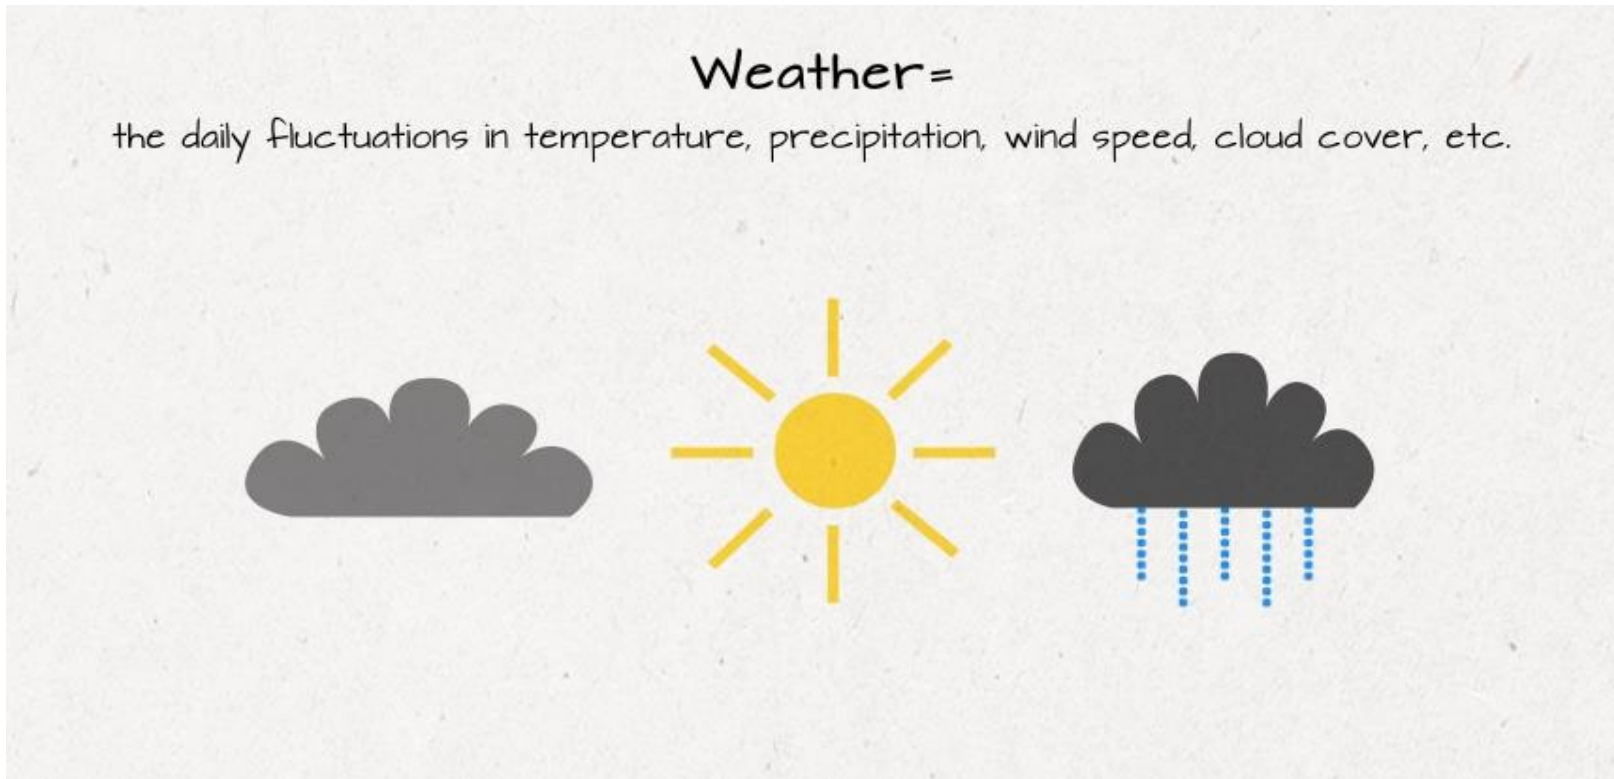 Weather=
the daily fluctuations in temperature, precipitation, wind speed, cloud cover, etc.